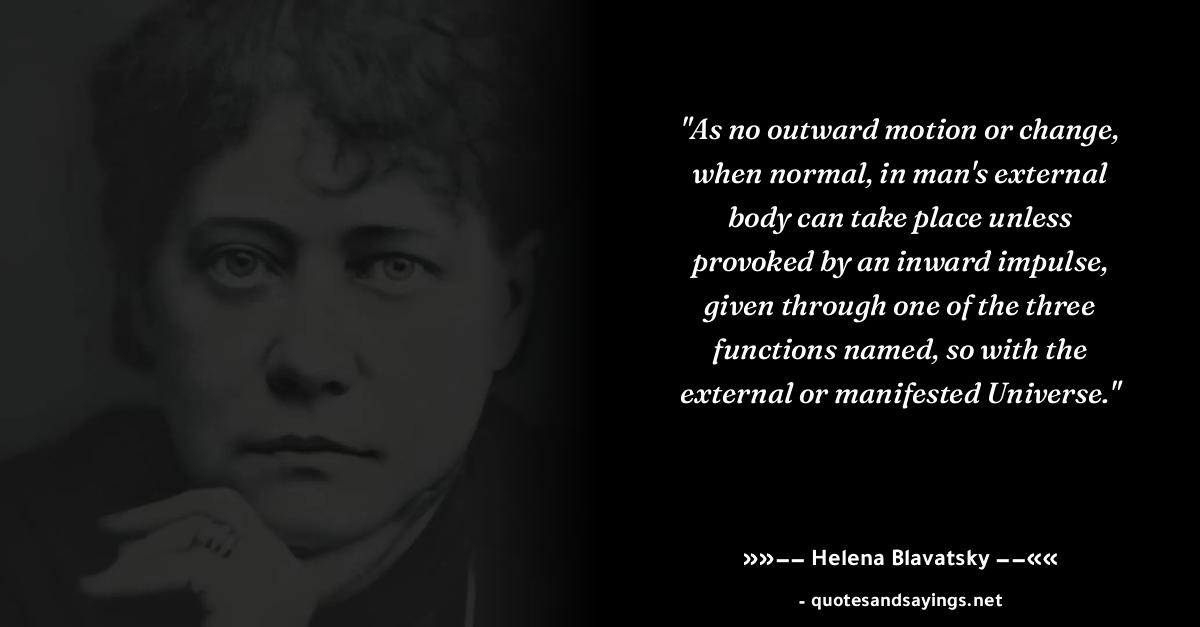 "As no outward motion or change,
when normal, in man's external
body can take place unless
provoked by an inward impulse,
given through one of the three
functions named, so with the
external or manifested Universe."
»»−− Helena Blavatsky −−««
- quotesandsayings.net